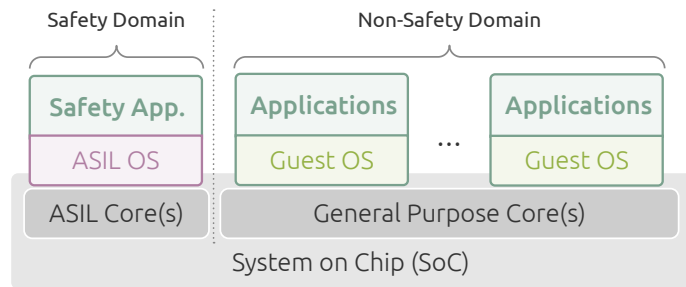 Safety Domain
Non-Safety Domain
Safety App.
Applications
Applications
ASIL OS
Guest OS
...
Guest OS
ASIL Core(s)
General Purpose Core(s)
System on Chip (SoC)